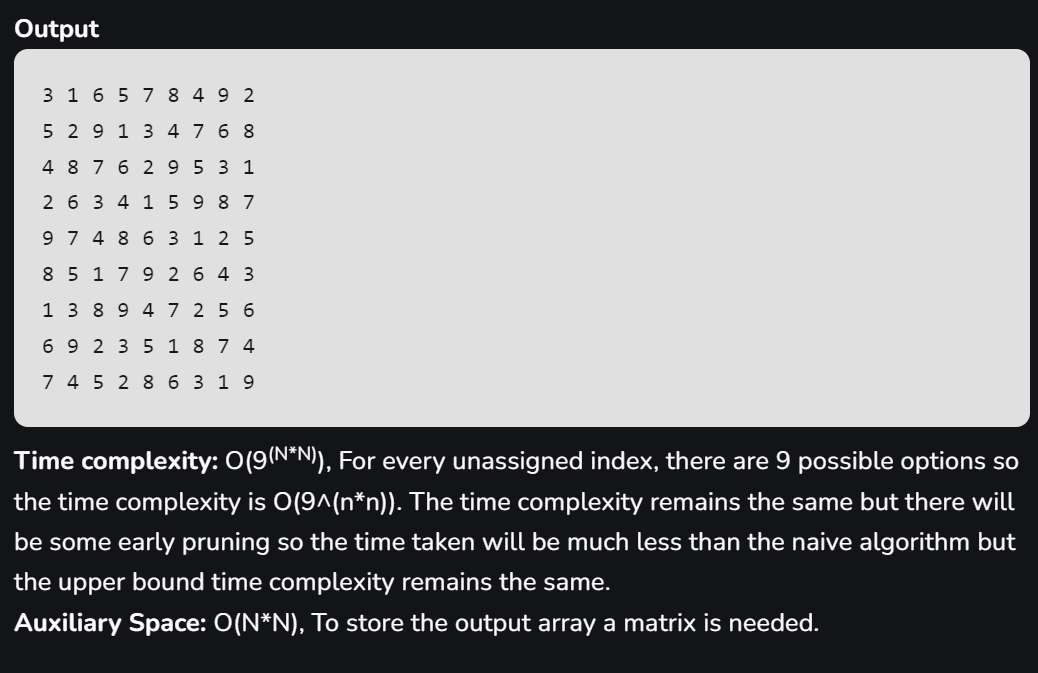 Output
3 1 6 5 7 8 4 9 2
5 2 9 1 3 4 7 6 8
4 8 7 6 2 9 5 3 1
2 6 3 4 1 5 9 8 7
9 7 4 8 6 3 1 2 5
8 5 1 7 9 2 6 4 3
1 3 8 9 4 7 2 5 6
6 9 2 3 5 1 8 7 4
7 4 5 2 8 6 3 1 9
Time complexity: O(9(N*N)), For every unassigned index, there are 9 possible options so
the time complexity is O(9^(n*n)). The time complexity remains the same but there will
be some early pruning so the time taken will be much less than the naive algorithm but
the upper bound time complexity remains the same.
Auxiliary Space: O(N*N), To store the output array a matrix is needed.